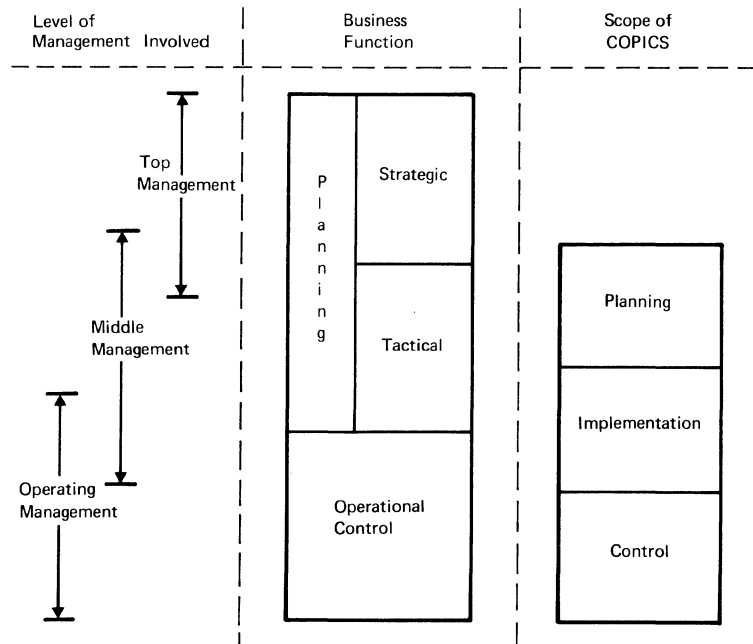 Level of
Management Involved
Business
Function
Scope of
COPICS
Top
Management
Middle
Management
Operating
Management
Planning
Strategic
Tactical
Operational
Control
Planning
Implementation
Control